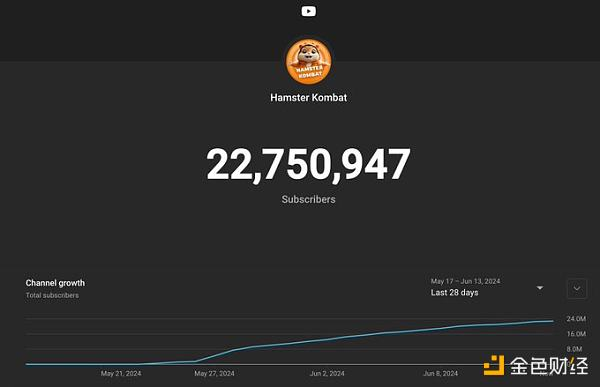 HAMSTER
KOMBAT
Hamster Kombat
22,750,947
Subscribers
Channel growth
Total subscribers
May 17 – Jun 13, 2024
Last 28 days
24.0M
16.0M
8.0M
May 21, 2024
May 27, 2024
Jun 2, 2024
Jun 8, 2024
金色财经